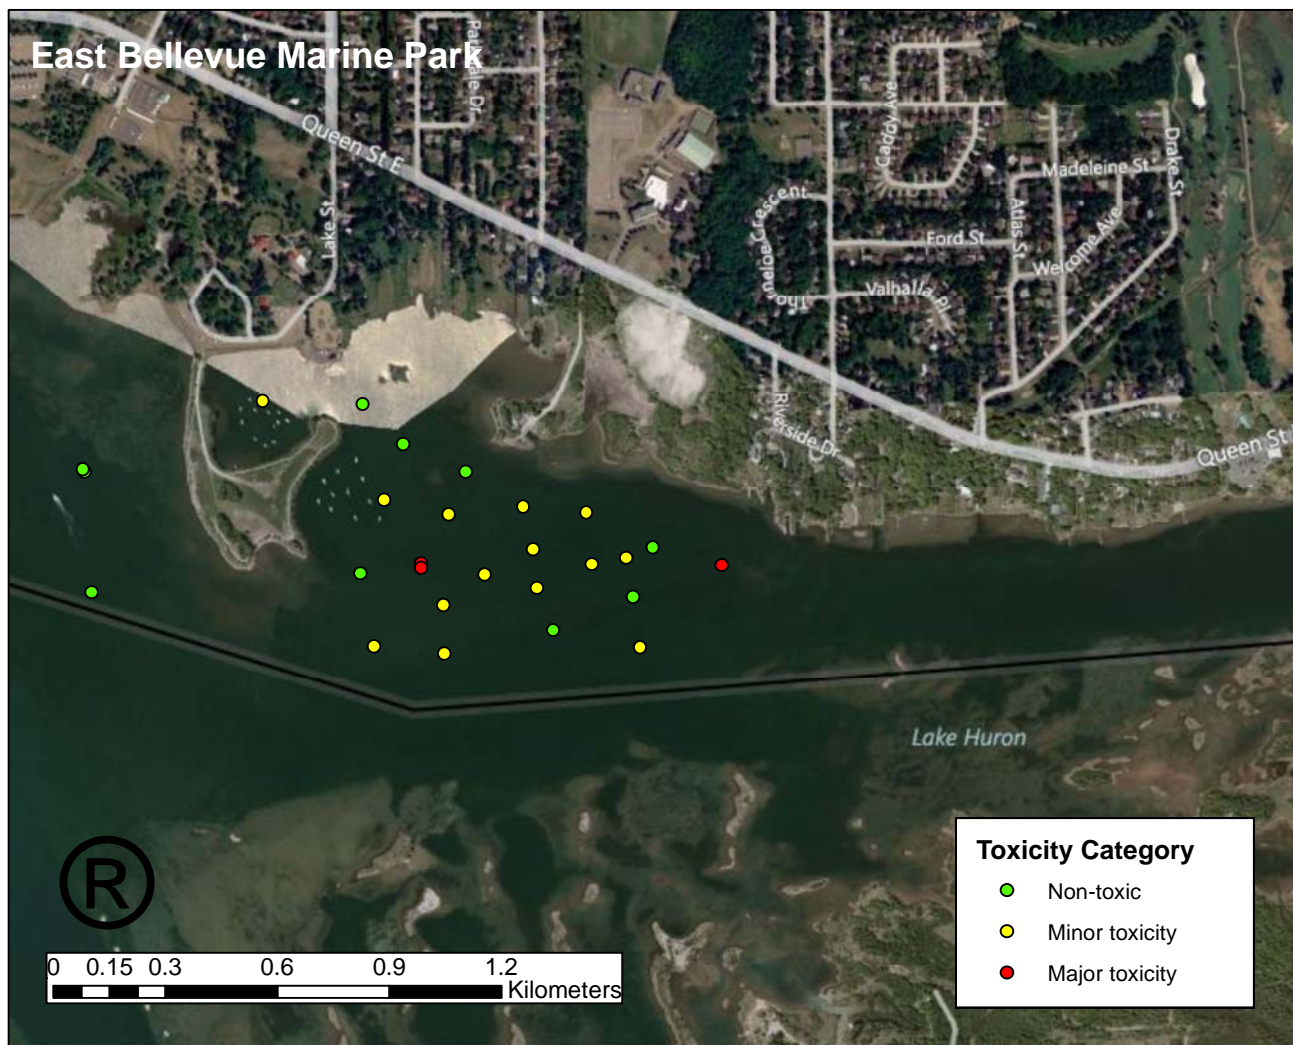 East Bellevue Marine Park
Queen St E
Lake St
Caddy Ave
Madeleine St
Drake St
Atlas St
Welcome Ave
Ford St
Valhalla Pl
Riverside Dr
Queen St
Lake Huron
Toxicity Category
Non-toxic
Minor toxicity
Major toxicity
R
0 0.15 0.3 0.6 0.9 1.2
Kilometers